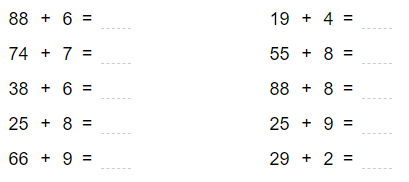 88 + 6 = 19 + 4 =
74 + 7 = 55 + 8 =
38 + 6 = 88 + 8 =
25 + 8 = 25 + 9 =
66 + 9 = 29 + 2 =